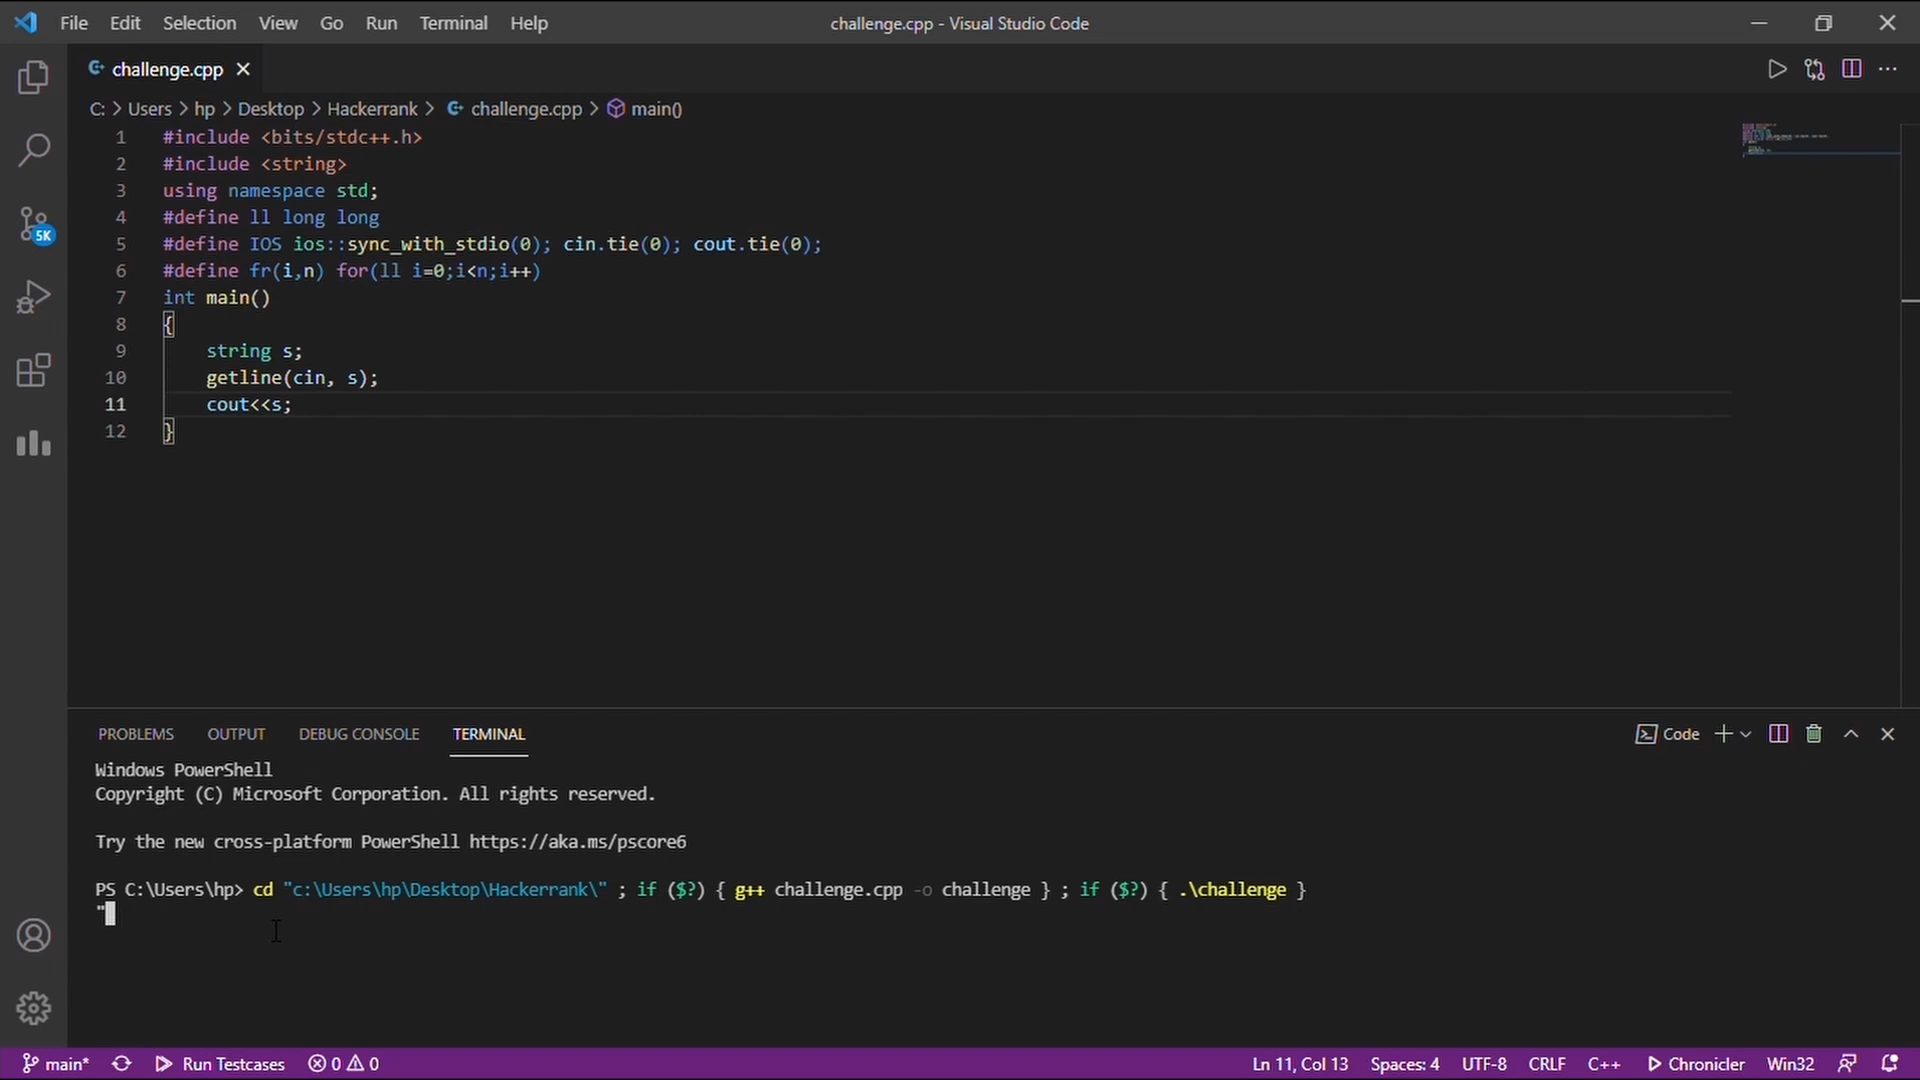 File Edit Selection View Go Run Terminal Help challenge.cpp - Visual Studio Code
challenge.cpp
C: > Users > hp > Desktop > Hackerrank > challenge.cpp > main()
1 #include <bits/stdc++.h>
2 #include <string>
3 using namespace std;
4 #define ll long long
5 #define IOS ios::sync_with_stdio(0); cin.tie(0); cout.tie(0);
6 #define fr(i,n) for(ll i=0;i<n;i++)
7 int main()
8 {
9 string s;
10 getline(cin, s);
11 cout<<s;
12 }
5K
PROBLEMS OUTPUT DEBUG CONSOLE TERMINAL Code
Windows PowerShell
Copyright (C) Microsoft Corporation. All rights reserved.
Try the new cross-platform PowerShell https://aka.ms/pscore6
PS C:\Users\hp> cd "c:\Users\hp\Desktop\Hackerrank\" ; if ($?) { g++ challenge.cpp -o challenge } ; if ($?) { .\challenge }
"
main* Run Testcases 0 0 Ln 11, Col 13 Spaces: 4 UTF-8 CRLF C++ Chronicler Win32